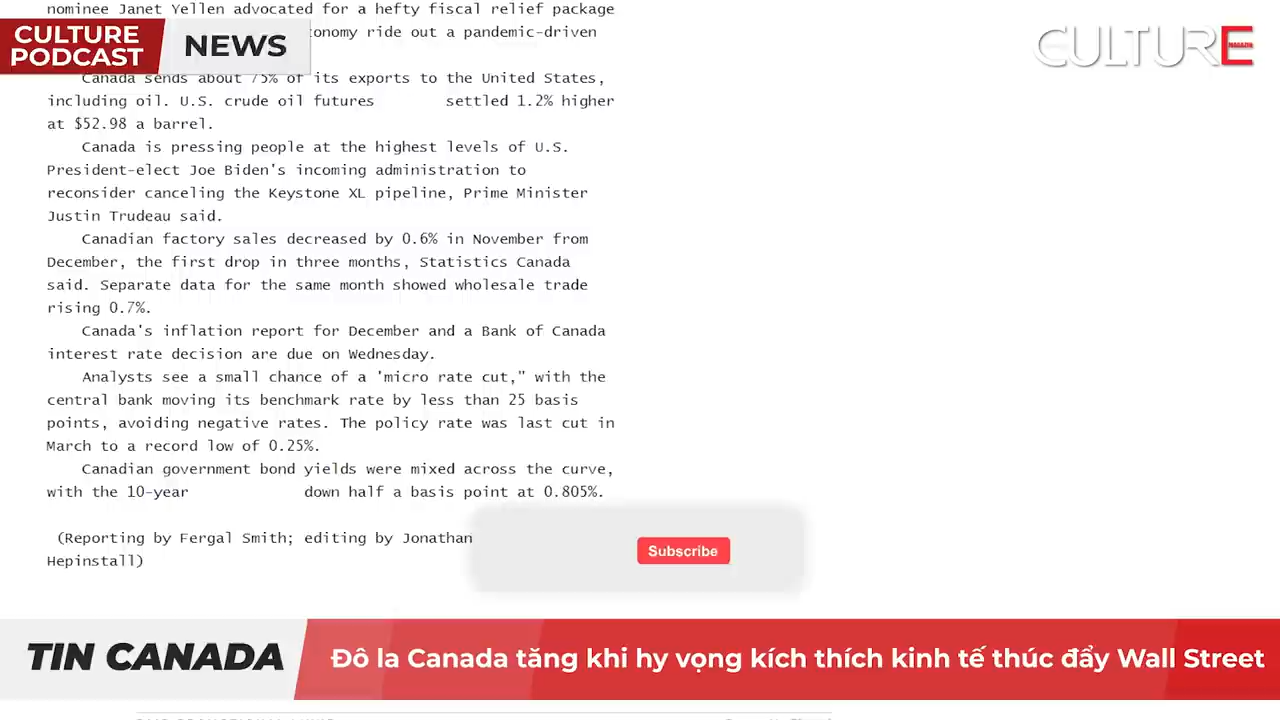 nominee Janet Yellen advocated for a hefty fiscal relief package
CULTURE
PODCAST
NEWS
ride out a pandemic-driven
CULTURE
MAGAZIN
Canada sends about 75% of its exports to the United States,
including oil. U.S. crude oil futures settled 1.2% higher
at $52.98 a barrel.
Canada is pressing people at the highest levels of U.S.
President-elect Joe Biden's incoming administration to
reconsider canceling the Keystone XL pipeline, Prime Minister
Justin Trudeau said.
Canadian factory sales decreased by 0.6% in November from
December, the first drop in three months, Statistics Canada
said. Separate data for the same month showed wholesale trade
rising 0.7%.
Canada's inflation report for December and a Bank of Canada
interest rate decision are due on Wednesday.
Analysts see a small chance of a 'micro rate cut," with the
central bank moving its benchmark rate by less than 25 basis
points, avoiding negative rates. The policy rate was last cut in
March to a record low of 0.25%.
Canadian government bond yields were mixed across the curve,
with the 10-year down half a basis point at 0.805%.
(Reporting by Fergal Smith; editing by Jonathan
Hepinstall)
Subscribe
TIN CANADA
Đô la Canada tăng khi hy vọng kích thích kinh tế thúc đẩy Wall Street